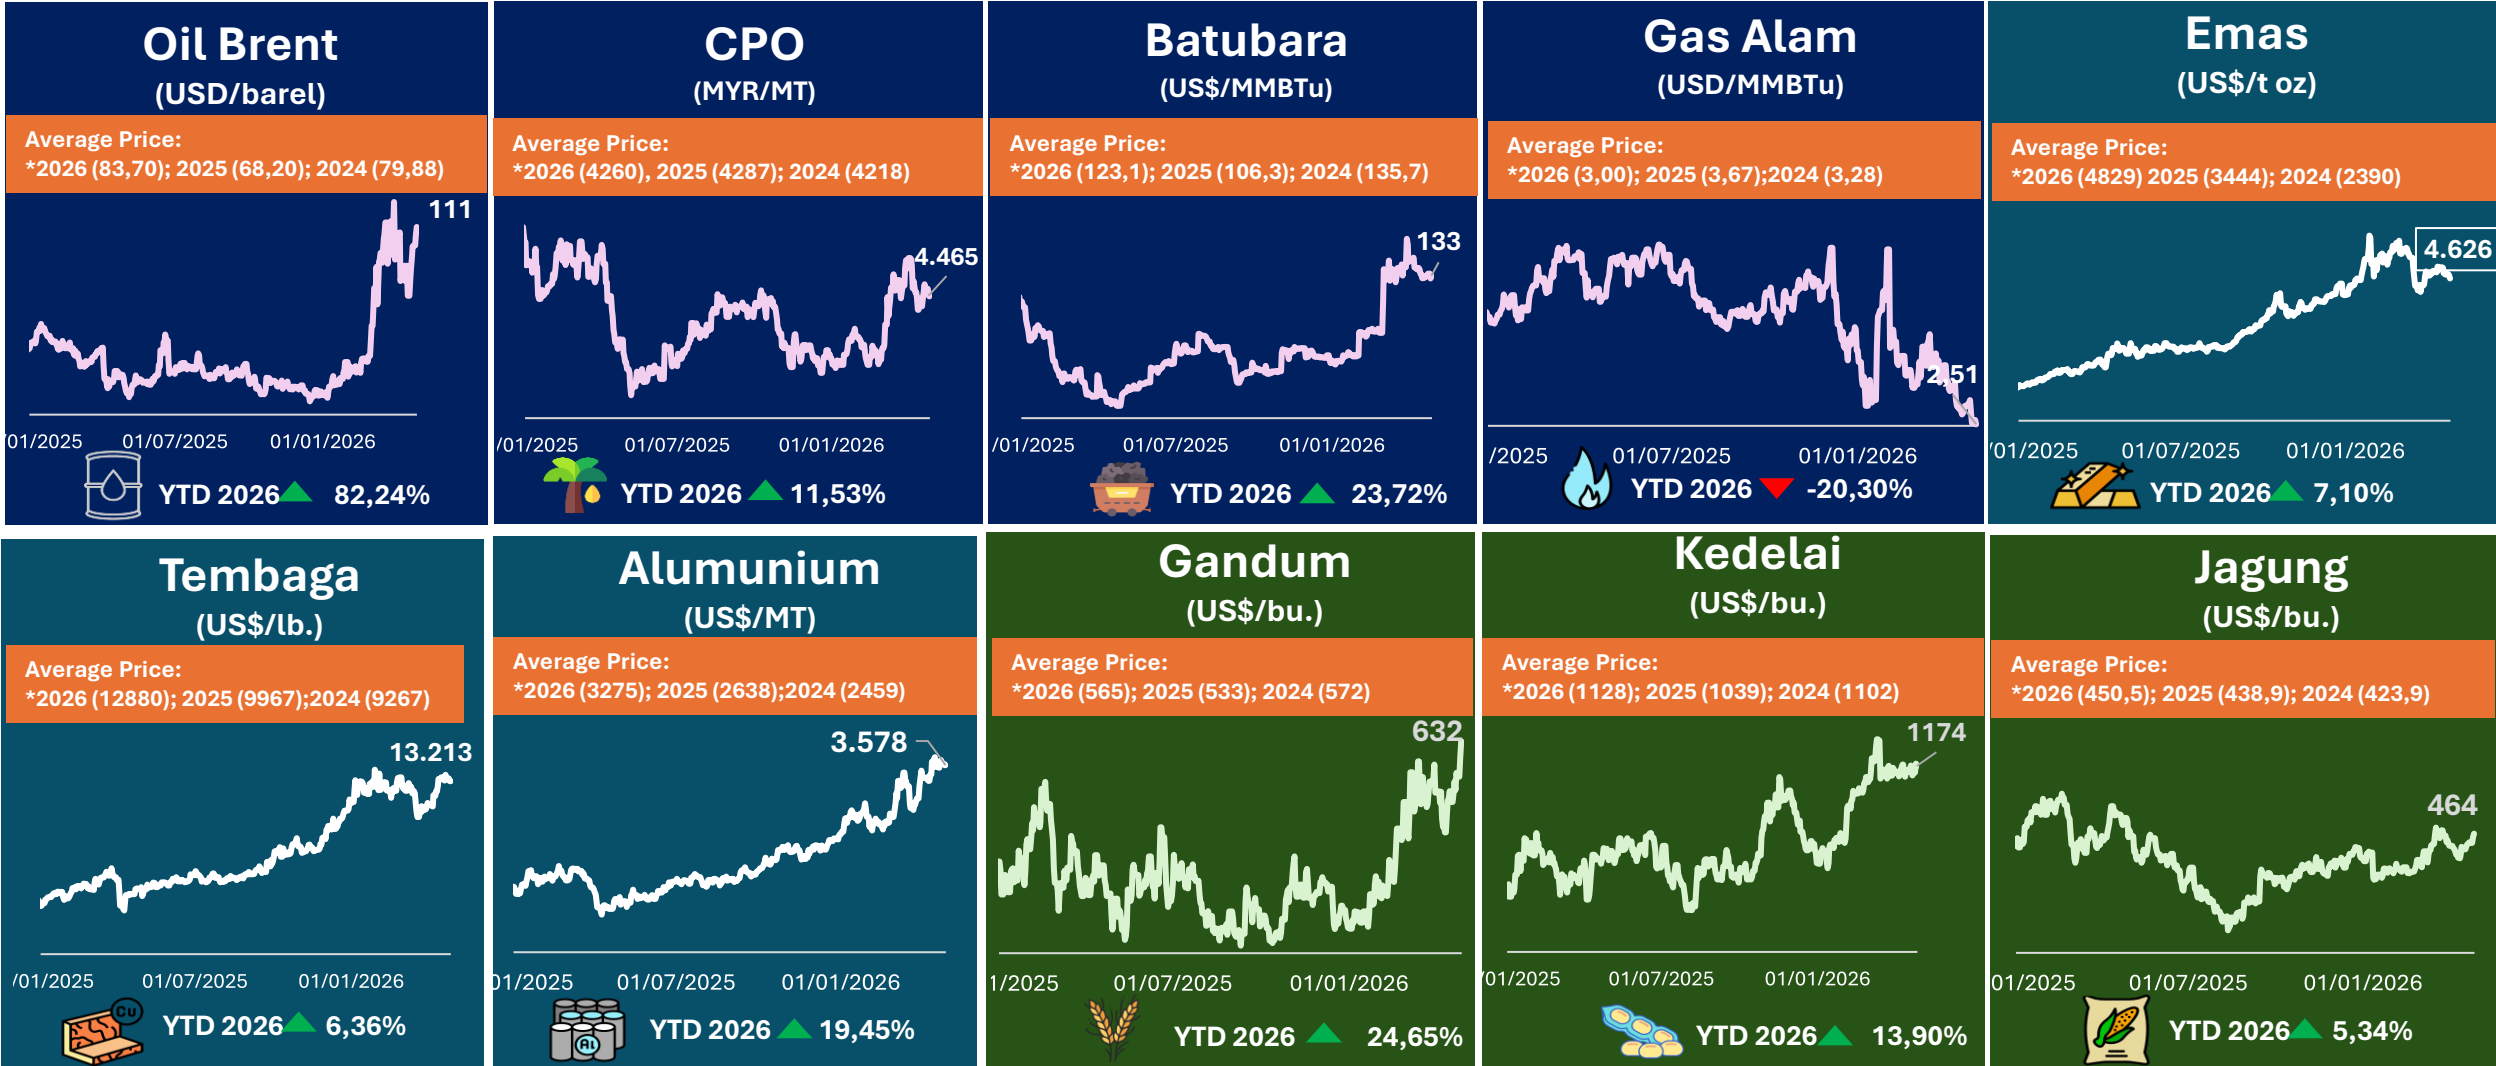 Oil Brent
(USD/barel)
Average Price:
*2026 (83,70); 2025 (68,20); 2024 (79,88)
111
/01/2025 01/07/2025 01/01/2026
YTD 2026 82,24%
CPO
(MYR/MT)
Average Price:
*2026 (4260), 2025 (4287); 2024 (4218)
4.465
/01/2025 01/07/2025 01/01/2026
YTD 2026 11,53%
Batubara
(US$/MMBTu)
Average Price:
*2026 (123,1); 2025 (106,3); 2024 (135,7)
133
/01/2025 01/07/2025 01/01/2026
YTD 2026 23,72%
Gas Alam
(USD/MMBTu)
Average Price:
*2026 (3,00); 2025 (3,67);2024 (3,28)
2,51
/2025 01/07/2025 01/01/2026
YTD 2026 -20,30%
Emas
(US$/t oz)
Average Price:
*2026 (4829) 2025 (3444); 2024 (2390)
4.626
/01/2025 01/07/2025 01/01/2026
YTD 2026 7,10%
Tembaga
(US$/lb.)
Average Price:
*2026 (12880); 2025 (9967);2024 (9267)
13.213
/01/2025 01/07/2025 01/01/2026
Cu
YTD 2026 6,36%
Alumunium
(US$/MT)
Average Price:
*2026 (3275); 2025 (2638);2024 (2459)
3.578
01/2025 01/07/2025 01/01/2026
Al
YTD 2026 19,45%
Gandum
(US$/bu.)
Average Price:
*2026 (565); 2025 (533); 2024 (572)
632
1/2025 01/07/2025 01/01/2026
YTD 2026 24,65%
Kedelai
(US$/bu.)
Average Price:
*2026 (1128); 2025 (1039); 2024 (1102)
1174
/01/2025 01/07/2025 01/01/2026
YTD 2026 13,90%
Jagung
(US$/bu.)
Average Price:
*2026 (450,5); 2025 (438,9); 2024 (423,9)
464
01/2025 01/07/2025 01/01/2026
YTD 2026 5,34%